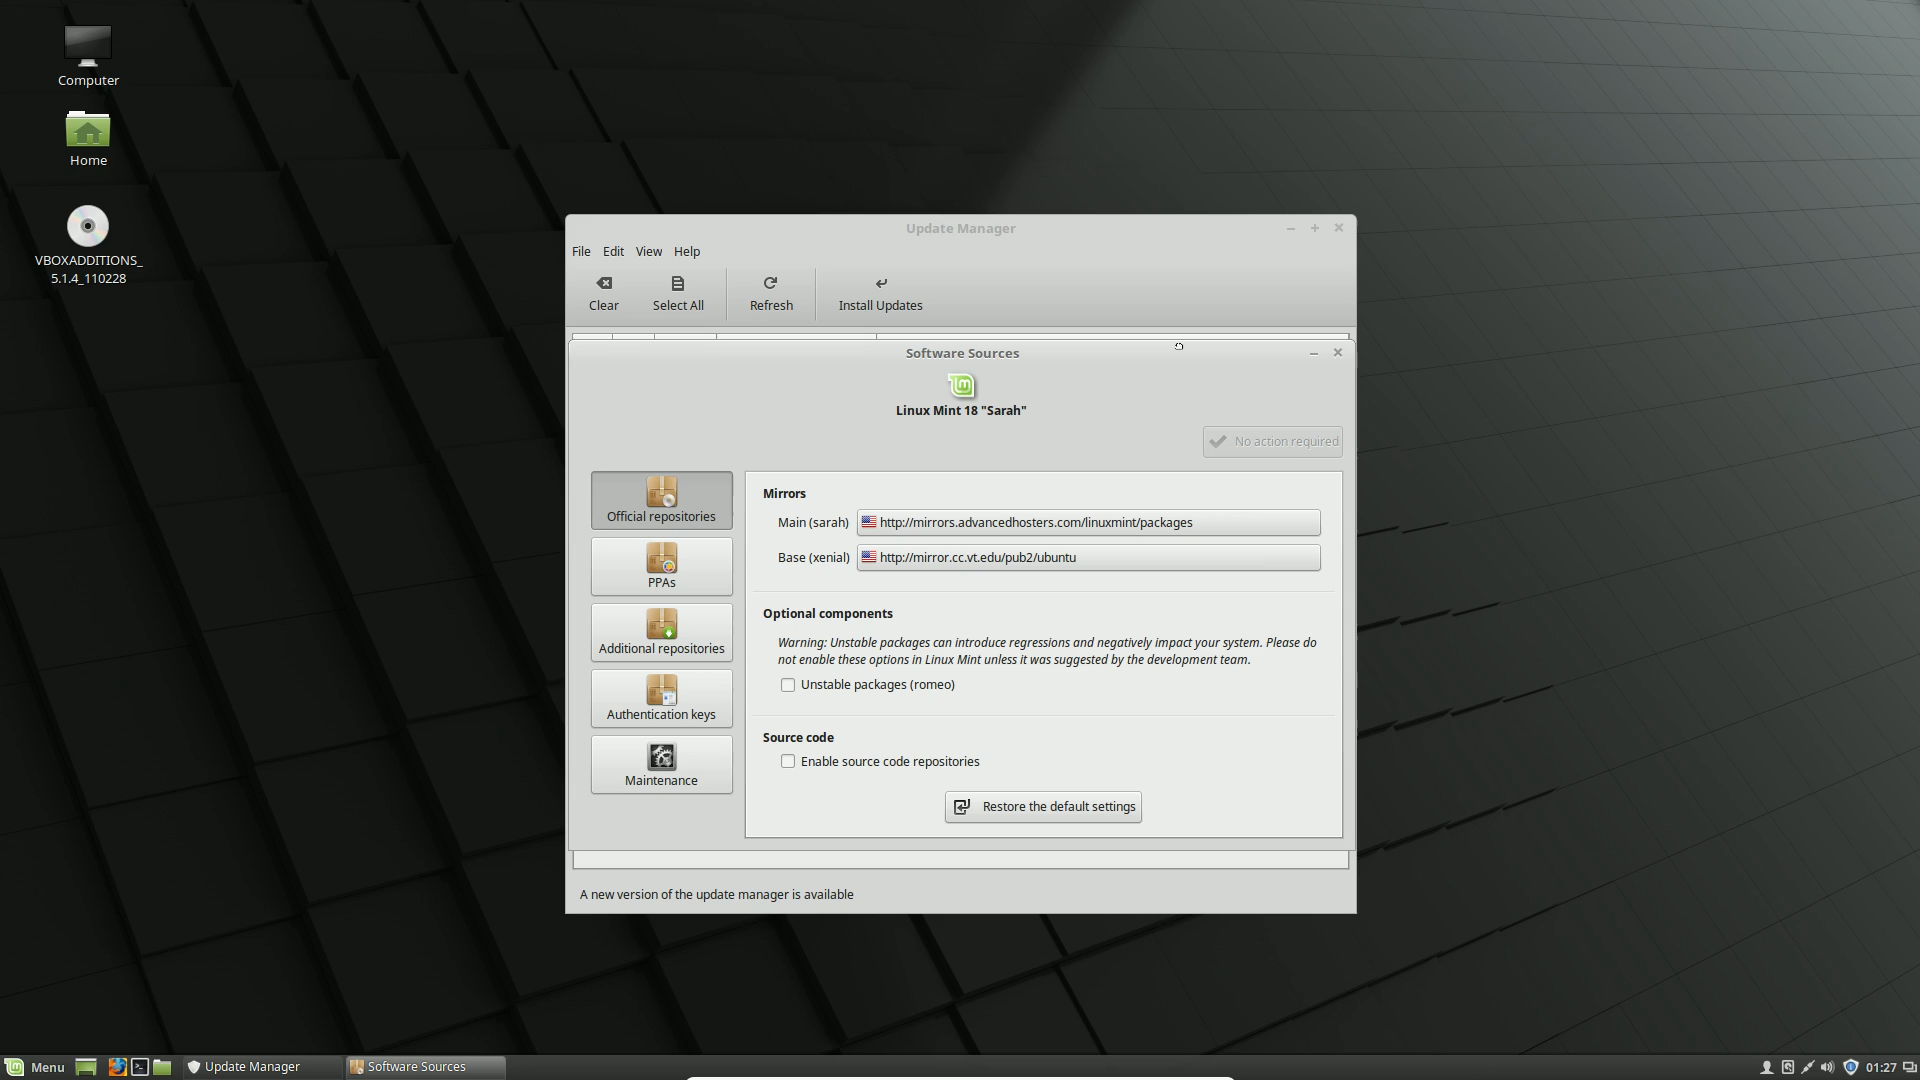 Computer
Home
VBOXADDITIONS_
5.1.4_110228
Update Manager
File Edit View Help
Clear Select All Refresh Install Updates
Software Sources
Linux Mint 18 "Sarah"
No action required
Official repositories
PPAs
Additional repositories
Authentication keys
Maintenance
Mirrors
Main (sarah) http://mirrors.advancedhosters.com/linuxmint/packages
Base (xenial) http://mirror.cc.vt.edu/pub2/ubuntu
Optional components
Warning: Unstable packages can introduce regressions and negatively impact your system. Please do
not enable these options in Linux Mint unless it was suggested by the development team.
Unstable packages (romeo)
Source code
Enable source code repositories
Restore the default settings
A new version of the update manager is available
Menu Update Manager Software Sources 01:27